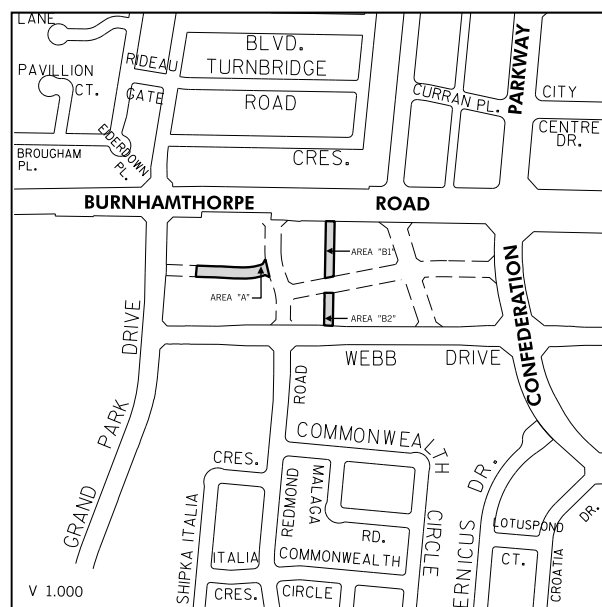 LANE
BLVD.
RIDEAU
TURNBRIDGE
PAVILLION
CT.
GATE
ROAD
CURRAN PL.
PARKWAY
CITY
CENTRE
DR.
EIDERDOWN
PL.
BROUGHAM
PL.
CRES.
BURNHAMTHORPE
ROAD
AREA "B1"
AREA "A"
AREA "B2"
CONFEDERATION
DRIVE
PARK
GRAND
WEBB DRIVE
ROAD
COMMONWEALTH
CIRCLE
CRES.
REDMOND
MALAGA
RD.
SHIPKA ITALIA
ITALIA
COMMONWEALTH
CRES.
CIRCLE
DR.
ERNICUS
LOTUSPOND
CT.
CROATIA
DR.
V 1.000